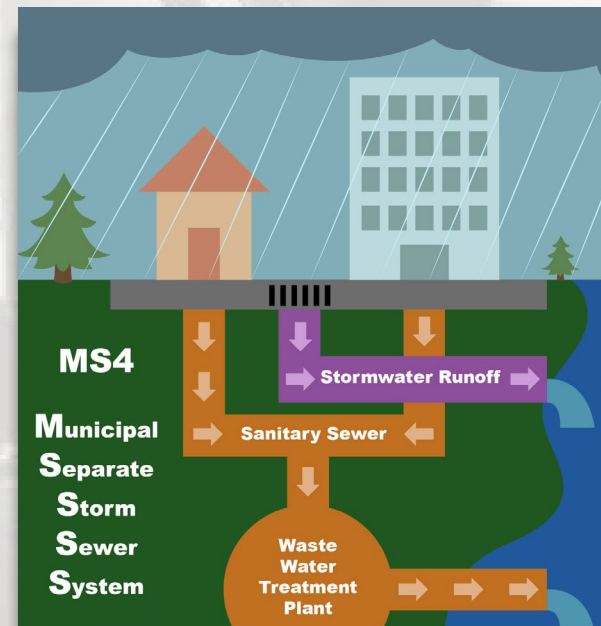 MS4
Municipal
Separate
Storm
Sewer
System
Stormwater Runoff
Sanitary Sewer
Waste
Water
Treatment
Plant